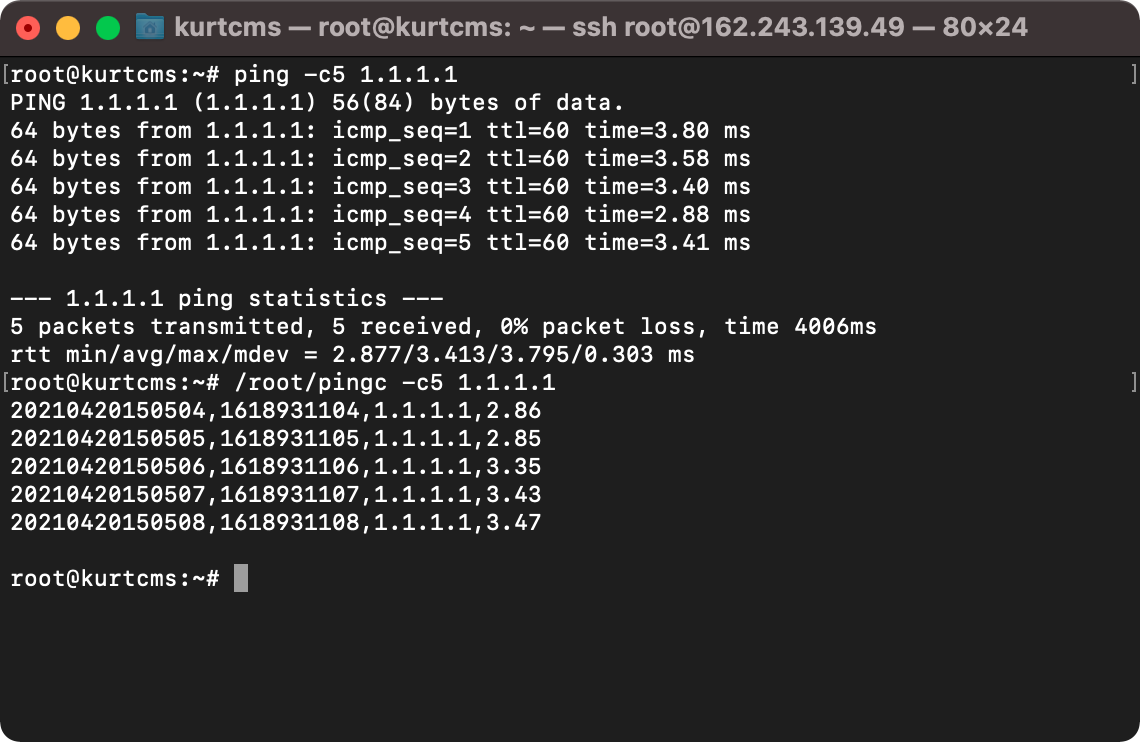 kurtcms — root@kurtcms: ~ — ssh root@162.243.139.49 — 80×24
[root@kurtcms:~# ping -c5 1.1.1.1 ]
PING 1.1.1.1 (1.1.1.1) 56(84) bytes of data.
64 bytes from 1.1.1.1: icmp_seq=1 ttl=60 time=3.80 ms
64 bytes from 1.1.1.1: icmp_seq=2 ttl=60 time=3.58 ms
64 bytes from 1.1.1.1: icmp_seq=3 ttl=60 time=3.40 ms
64 bytes from 1.1.1.1: icmp_seq=4 ttl=60 time=2.88 ms
64 bytes from 1.1.1.1: icmp_seq=5 ttl=60 time=3.41 ms
--- 1.1.1.1 ping statistics ---
5 packets transmitted, 5 received, 0% packet loss, time 4006ms
rtt min/avg/max/mdev = 2.877/3.413/3.795/0.303 ms
[root@kurtcms:~# /root/pingc -c5 1.1.1.1 ]
20210420150504,1618931104,1.1.1.1,2.86
20210420150505,1618931105,1.1.1.1,2.85
20210420150506,1618931106,1.1.1.1,3.35
20210420150507,1618931107,1.1.1.1,3.43
20210420150508,1618931108,1.1.1.1,3.47
root@kurtcms:~#